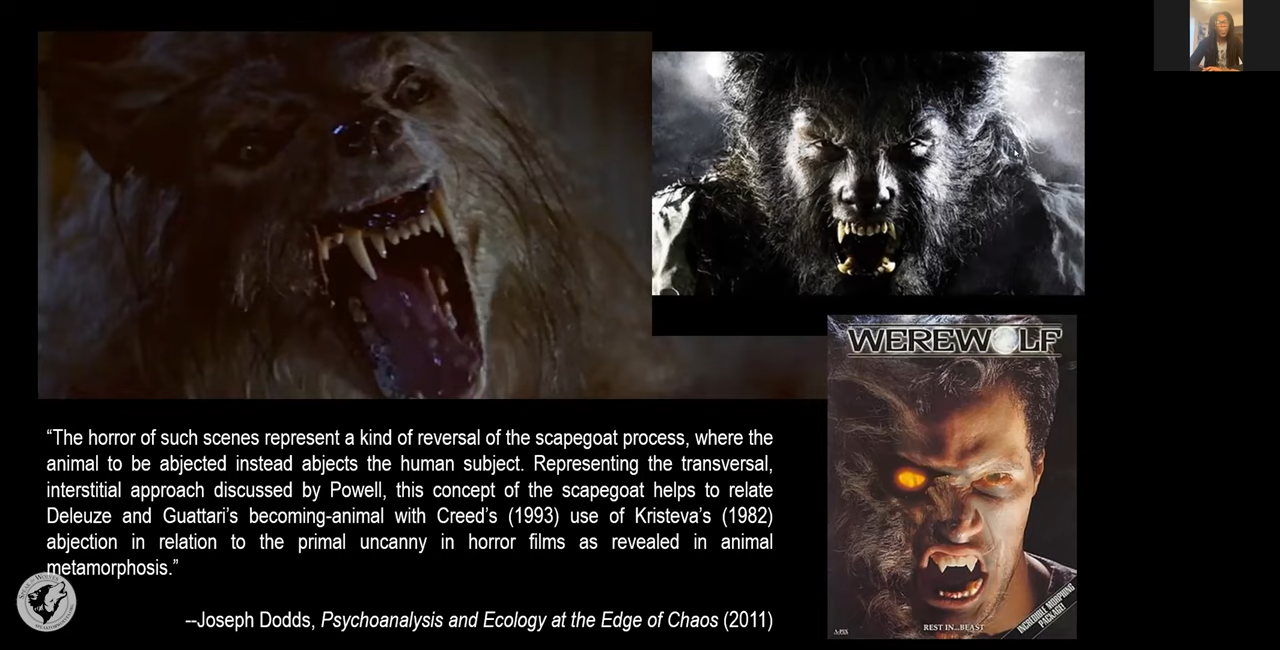 WEREWOLF
“The horror of such scenes represent a kind of reversal of the scapegoat process, where the
animal to be abjected instead abjects the human subject. Representing the transversal,
interstitial approach discussed by Powell, this concept of the scapegoat helps to relate
Deleuze and Guattari’s becoming-animal with Creed’s (1993) use of Kristeva’s (1982)
abjection in relation to the primal uncanny in horror films as revealed in animal
metamorphosis.”
--Joseph Dodds, Psychoanalysis and Ecology at the Edge of Chaos (2011)
REST IN...BEAST
INCREDIBLE MORPHING
PACKAGE!